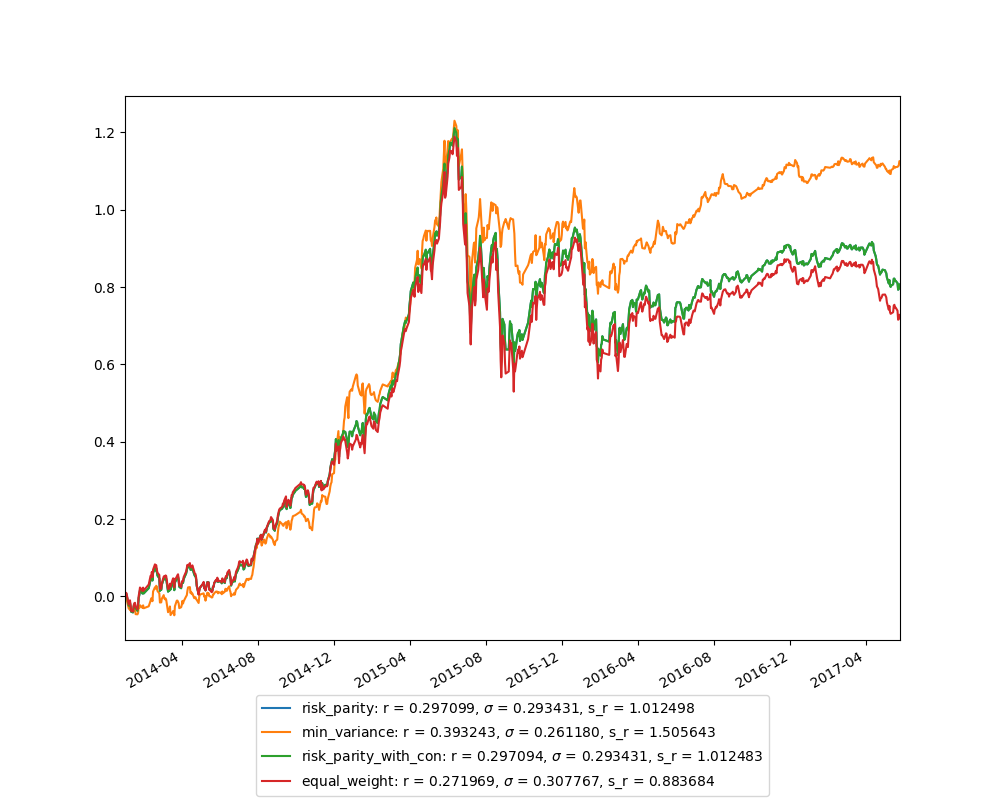 1.2
1.0
0.8
0.6
0.4
0.2
0.0
2014-04 2014-08 2014-12 2015-04 2015-08 2015-12 2016-04 2016-08 2016-12 2017-04
risk_parity: r = 0.297099, σ = 0.293431, s_r = 1.012498
min_variance: r = 0.393243, σ = 0.261180, s_r = 1.505643
risk_parity_with_con: r = 0.297094, σ = 0.293431, s_r = 1.012483
equal_weight: r = 0.271969, σ = 0.307767, s_r = 0.883684